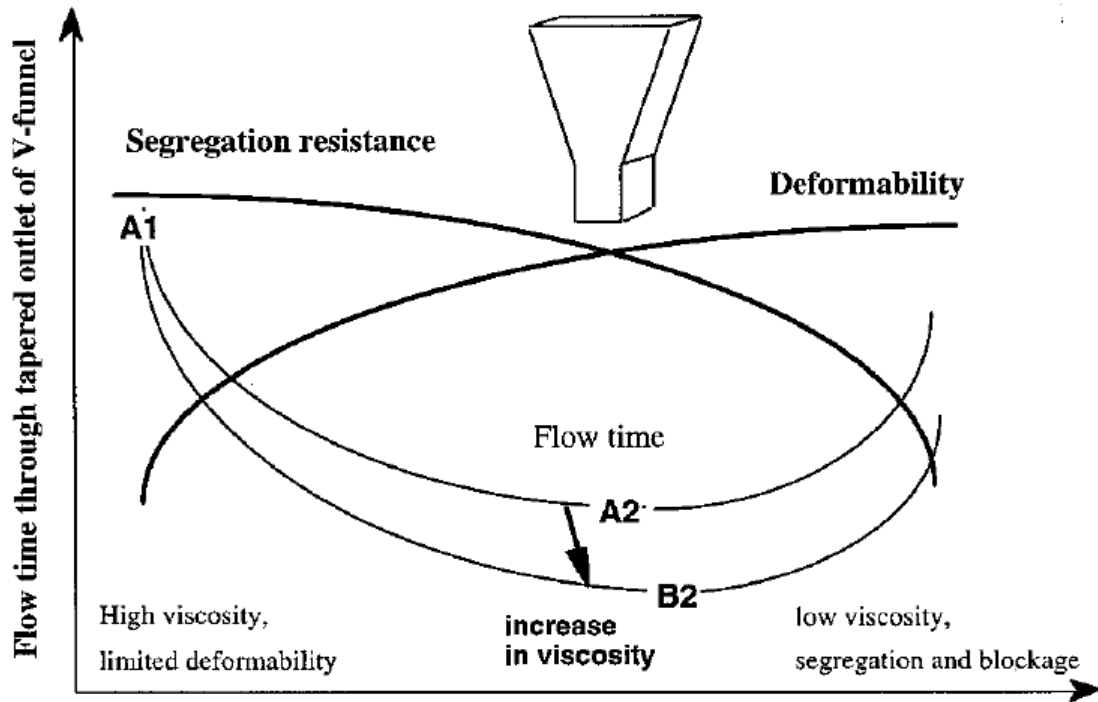 Flow time through tapered outlet of V-funnel
Segregation resistance
Deformability
A1
Flow time
A2
B2
High viscosity,
limited deformability
increase
in viscosity
low viscosity,
segregation and blockage